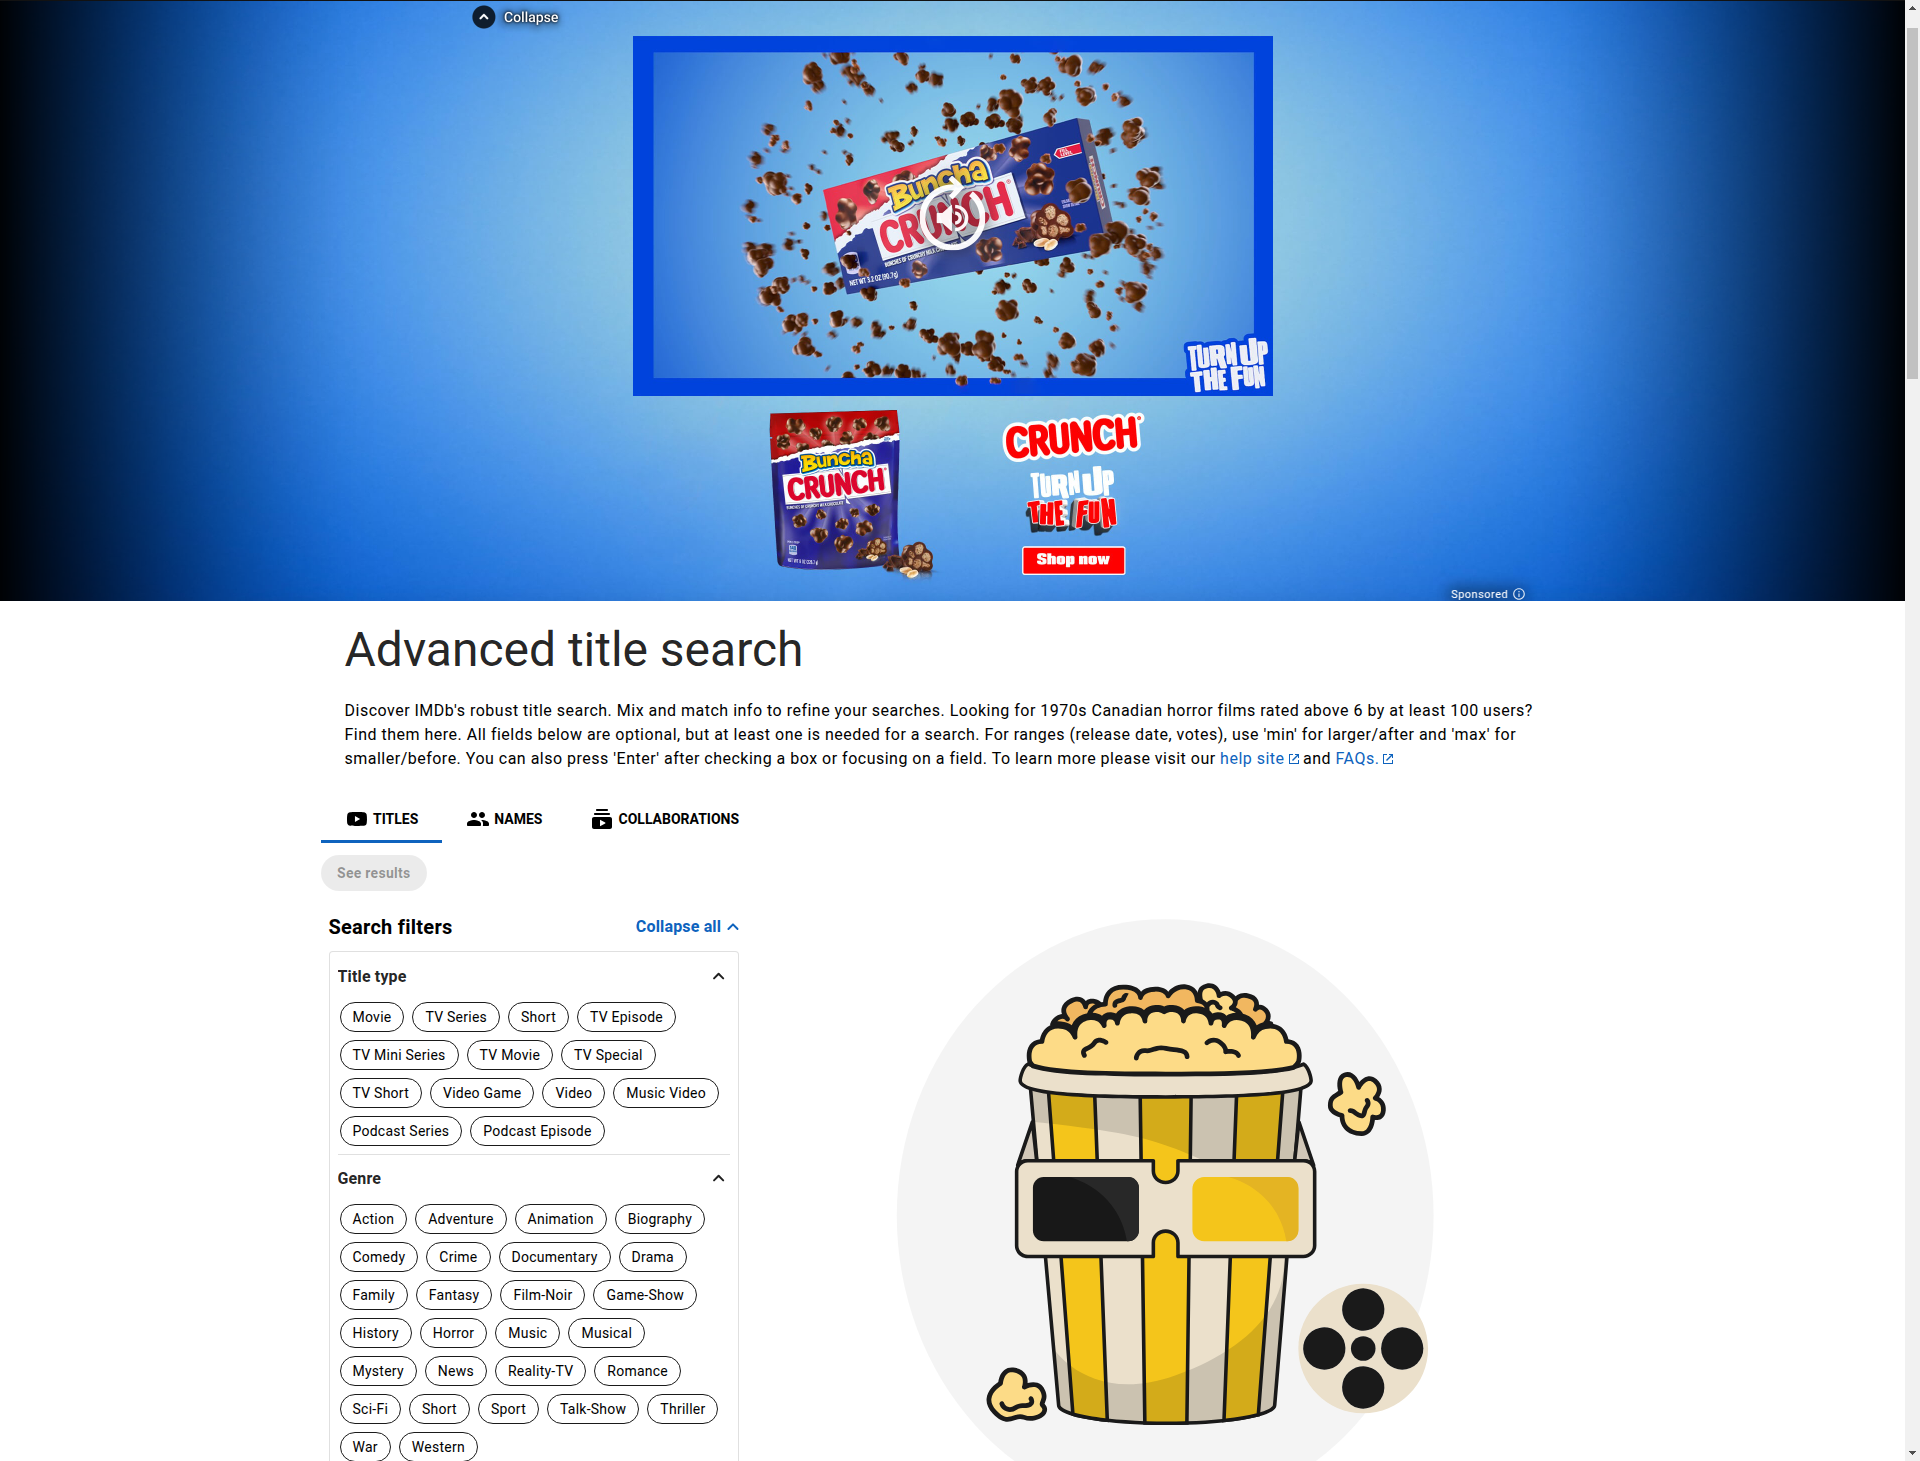 Collapse
Buncha
CRUNCH
NET WT 3.2 OZ (90.7g)
TURN UP
THE FUN
Buncha
CRUNCH
CRUNCH
TURN UP
THE FUN
Shop now
Sponsored
Advanced title search
Discover IMDb's robust title search. Mix and match info to refine your searches. Looking for 1970s Canadian horror films rated above 6 by at least 100 users?
Find them here. All fields below are optional, but at least one is needed for a search. For ranges (release date, votes), use 'min' for larger/after and 'max' for
smaller/before. You can also press 'Enter' after checking a box or focusing on a field. To learn more please visit our help site and FAQs.
TITLES NAMES COLLABORATIONS
See results
Search filters Collapse all
Title type
Movie TV Series Short TV Episode
TV Mini Series TV Movie TV Special
TV Short Video Game Video Music Video
Podcast Series Podcast Episode
Genre
Action Adventure Animation Biography
Comedy Crime Documentary Drama
Family Fantasy Film-Noir Game-Show
History Horror Music Musical
Mystery News Reality-TV Romance
Sci-Fi Short Sport Talk-Show Thriller
War Western